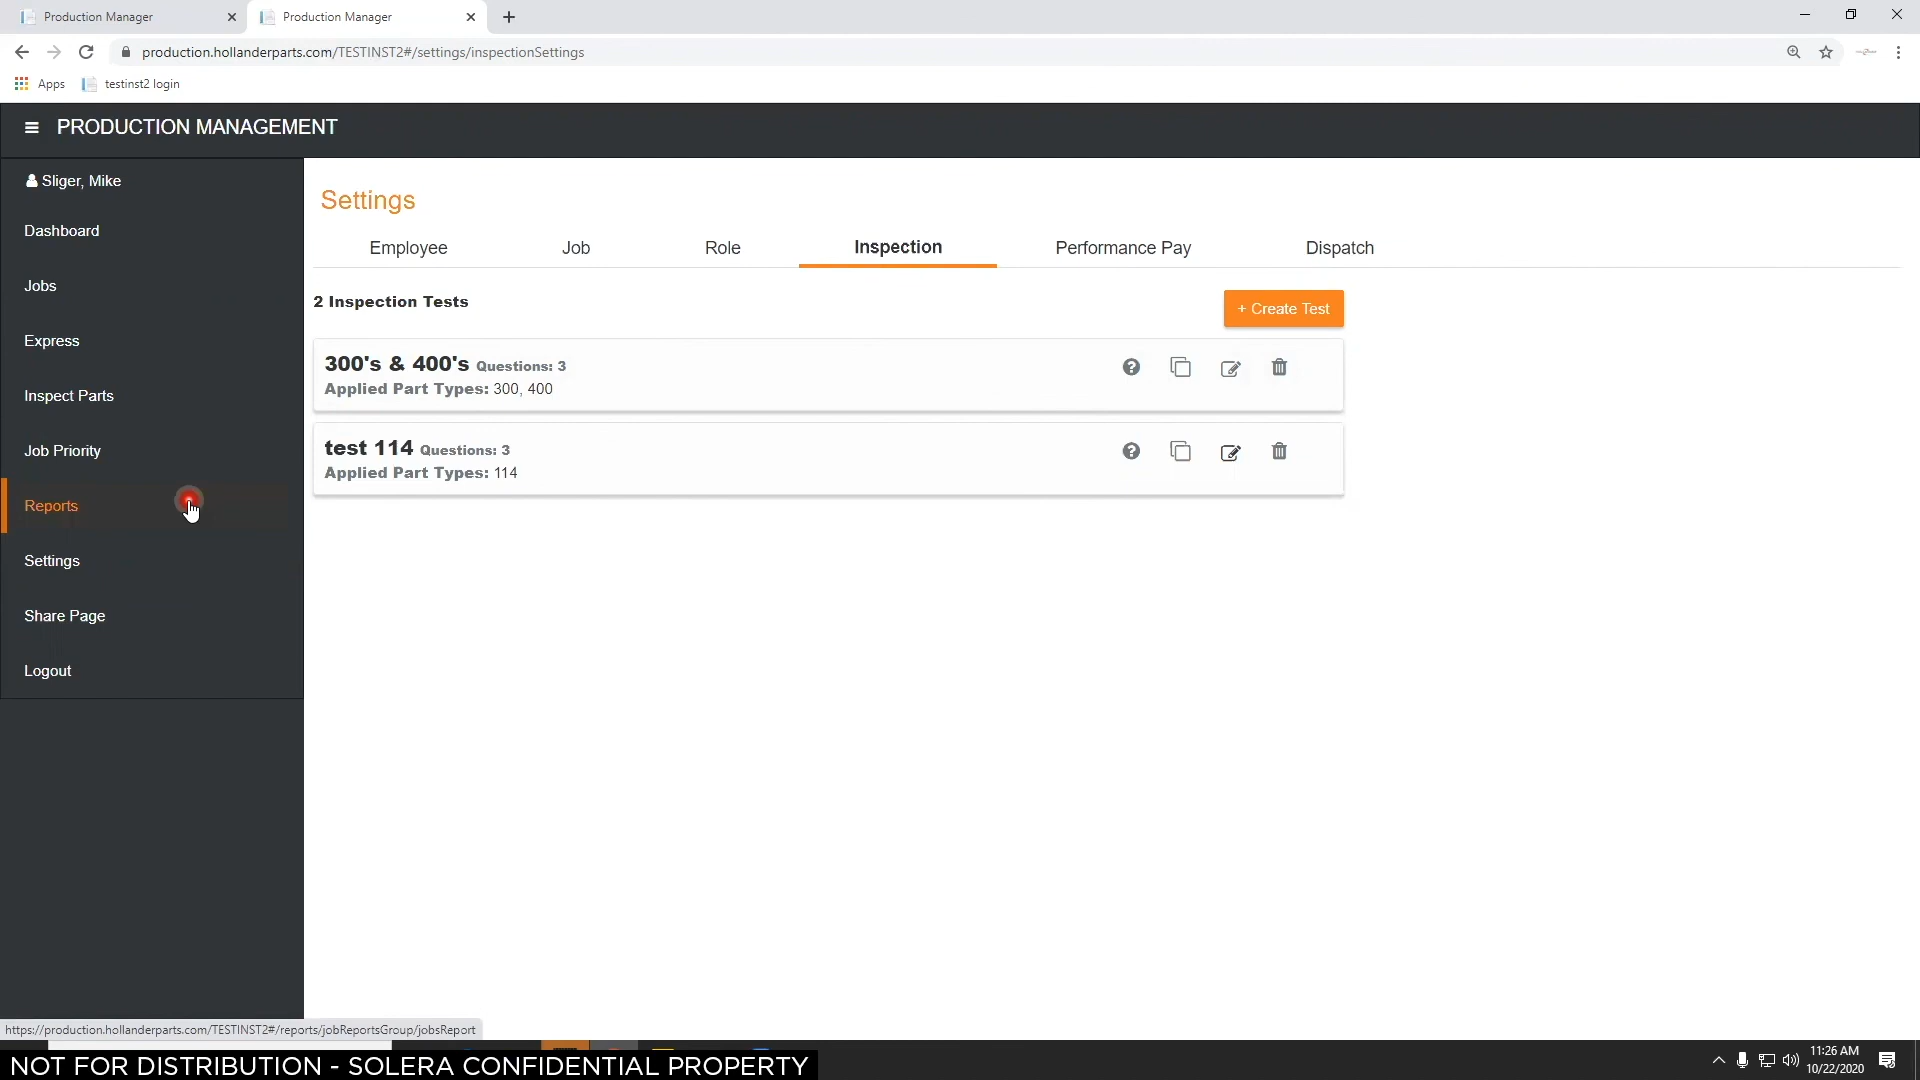 Production Manager
Production Manager
production.hollanderparts.com/TESTINST2#/settings/inspectionSettings
Apps
testinst2 login
PRODUCTION MANAGEMENT
Sliger, Mike
Dashboard
Jobs
Express
Inspect Parts
Job Priority
Reports
Settings
Share Page
Logout
Settings
Employee
Job
Role
Inspection
Performance Pay
Dispatch
2 Inspection Tests
+ Create Test
300's & 400's Questions: 3
Applied Part Types: 300, 400
test 114 Questions: 3
Applied Part Types: 114
https://production.hollanderparts.com/TESTINST2#/reports/jobReportsGroup/jobsReport
NOT FOR DISTRIBUTION - SOLERA CONFIDENTIAL PROPERTY
11:26 AM
10/22/2020